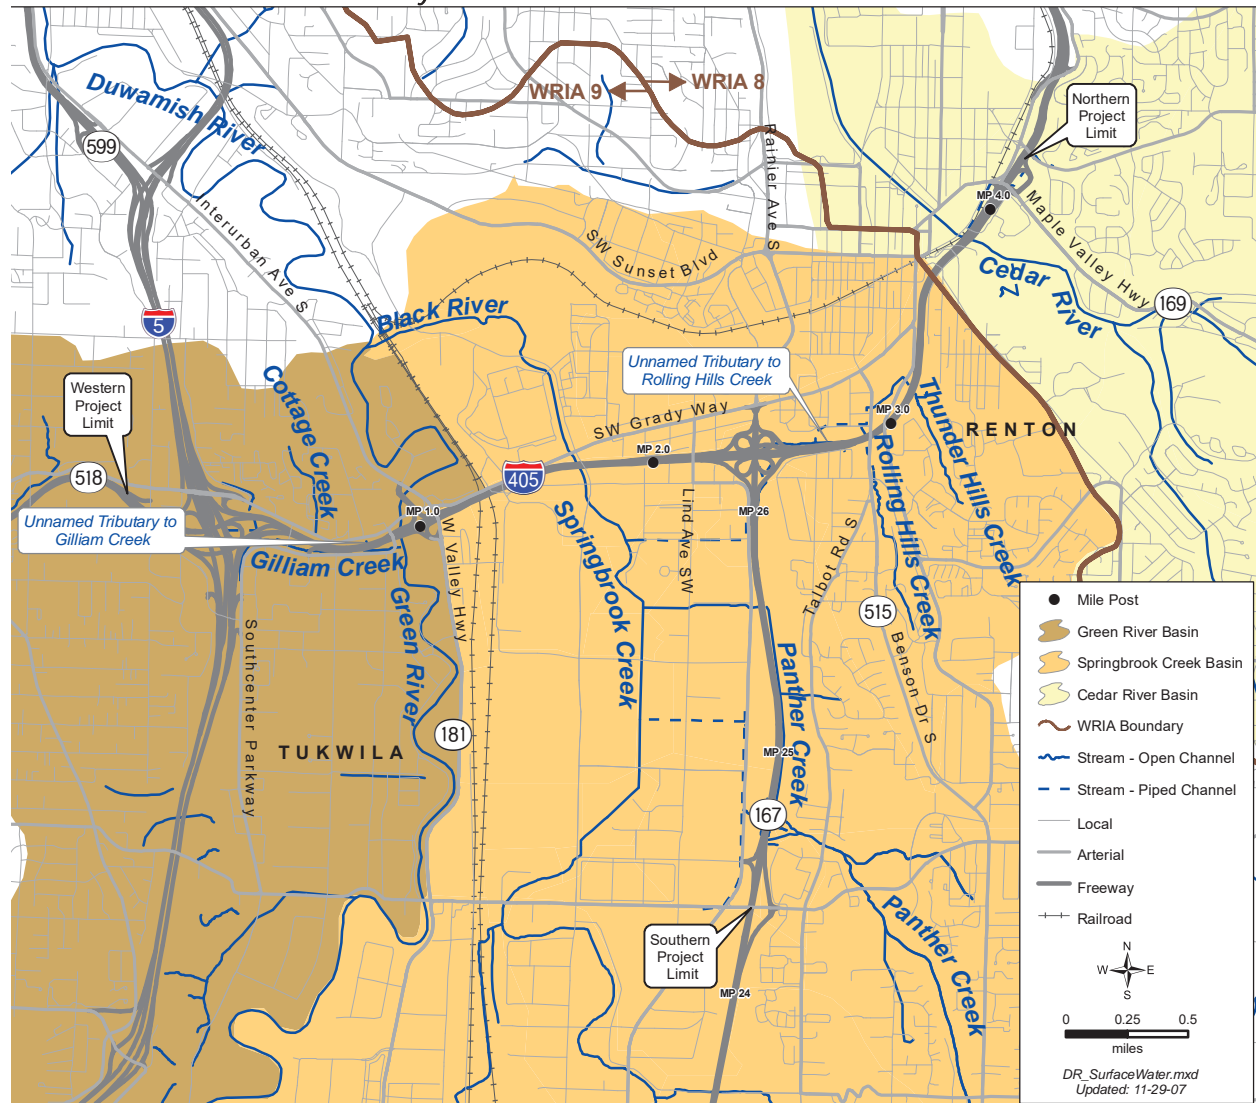 Duwamish River
WRIA 9
WRIA 8
Northern
Project
Limit
599
Rainier Ave S
MP 4.0
Maple Valley Hwy
Interurban Ave S
SW Sunset Blvd
Cedar River
169
5
Black River
Unnamed Tributary to
Rolling Hills Creek
Western
Project
Limit
Cottage Creek
SW Grady Way
MP 3.0
Thunder Hills Creek
RENTON
MP 2.0
518
405
Rolling Hills Creek
MP 1.0
MP 26
Unnamed Tributary to
Gilliam Creek
Gilliam Creek
W Valley Hwy
Springbrook Creek
Lind Ave SW
Talbot Rd S
515
Green River
Southcenter Parkway
Benson Dr S
Panther Creek
181
TUKWILA
MP 25
167
Panther Creek
Southern
Project
Limit
MP 24
Mile Post
Green River Basin
Springbrook Creek Basin
Cedar River Basin
WRIA Boundary
Stream - Open Channel
Stream - Piped Channel
Local
Arterial
Freeway
Railroad
N
W E
S
0 0.25 0.5
miles
DR_SurfaceWater.mxd
Updated: 11-29-07